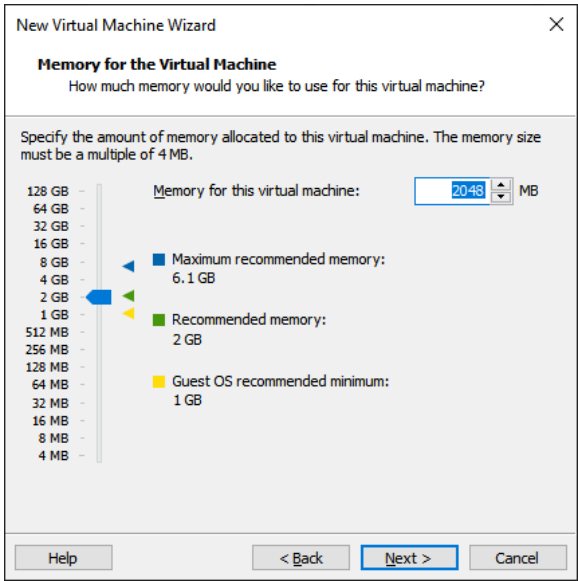 New Virtual Machine Wizard
Memory for the Virtual Machine
How much memory would you like to use for this virtual machine?
Specify the amount of memory allocated to this virtual machine. The memory size
must be a multiple of 4 MB.
Memory for this virtual machine: 2048 MB
128 GB
64 GB
32 GB
16 GB
8 GB
4 GB
2 GB
1 GB
512 MB
256 MB
128 MB
64 MB
32 MB
16 MB
8 MB
4 MB
Maximum recommended memory:
6.1 GB
Recommended memory:
2 GB
Guest OS recommended minimum:
1 GB
Help
< Back
Next >
Cancel